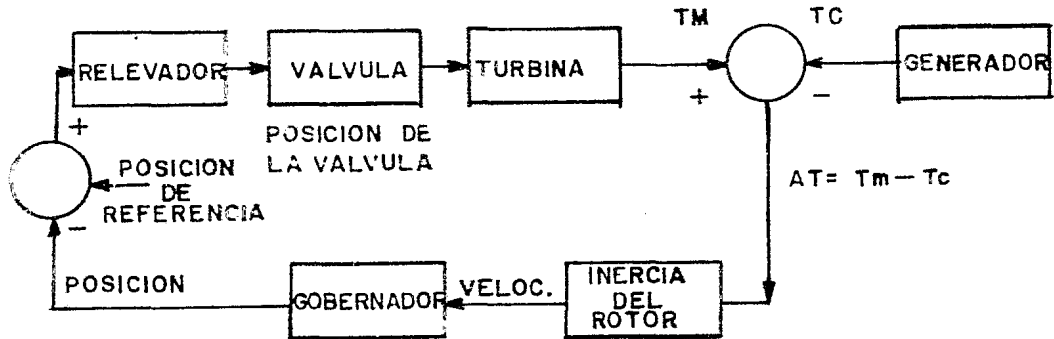 TM
TC
RELEVADOR
VALVULA
TURBINA
GENERADOR
+
-
+
POSICION DE
LA VALVULA
POSICION
DE
REFERENCIA
-
AT= Tm - Tc
POSICION
GOBERNADOR
VELOC.
INERCIA
DEL
ROTOR